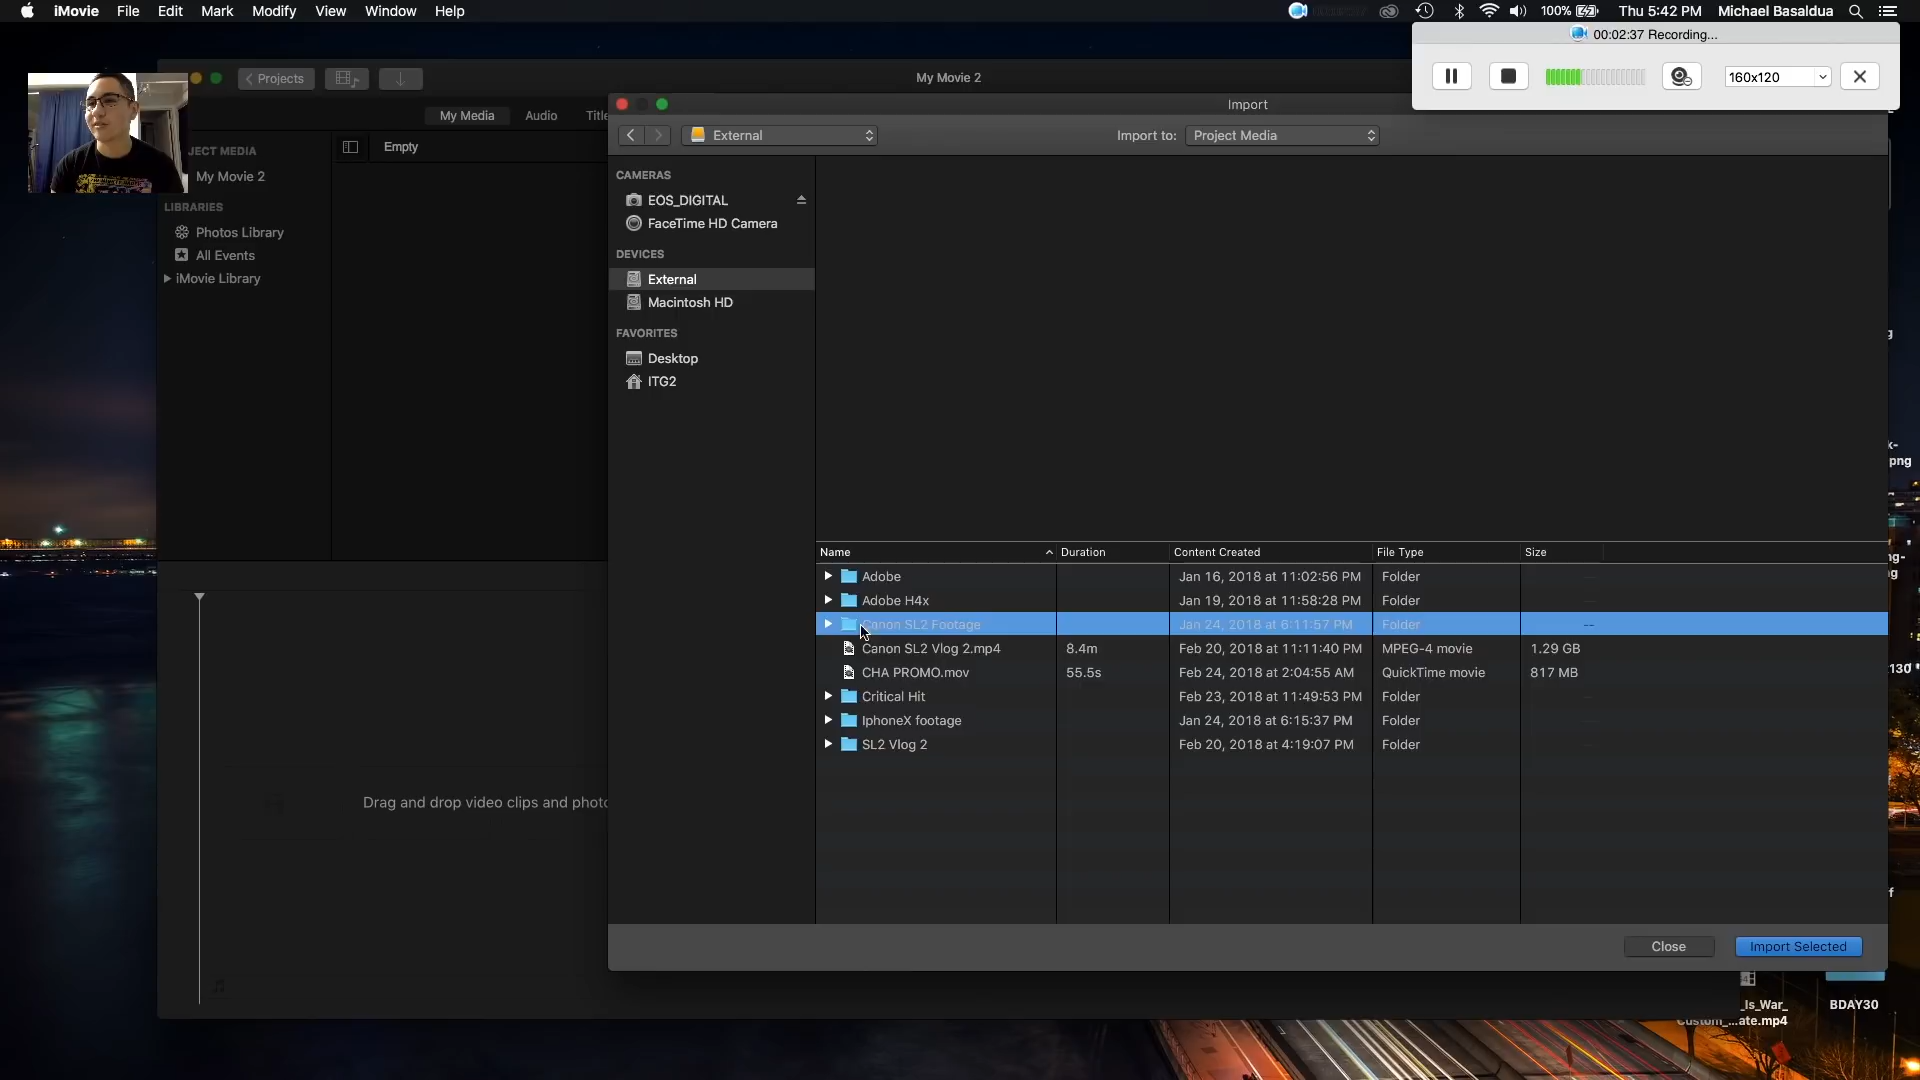 iMovie File Edit Mark Modify View Window Help
100% Thu 5:42 PM Michael Basaldua
00:02:37 Recording...
160x120
Projects
My Movie 2
My Media Audio Title
Import
External
Import to: Project Media
JECT MEDIA
My Movie 2
LIBRARIES
Photos Library
All Events
iMovie Library
Empty
CAMERAS
EOS_DIGITAL
FaceTime HD Camera
DEVICES
External
Macintosh HD
FAVORITES
Desktop
ITG2
Name Duration Content Created File Type Size
Adobe Jan 16, 2018 at 11:02:56 PM Folder
Adobe H4x Jan 19, 2018 at 11:58:28 PM Folder
Canon SL2 Footage Jan 24, 2018 at 6:11:57 PM Folder --
Canon SL2 Vlog 2.mp4 8.4m Feb 20, 2018 at 11:11:40 PM MPEG-4 movie 1.29 GB
CHA PROMO.mov 55.5s Feb 24, 2018 at 2:04:55 AM QuickTime movie 817 MB
Critical Hit Feb 23, 2018 at 11:49:53 PM Folder
IphoneX footage Jan 24, 2018 at 6:15:37 PM Folder
SL2 Vlog 2 Feb 20, 2018 at 4:19:07 PM Folder
Drag and drop video clips and photo
Close Import Selected
_Is_War_
Custom_...ate.mp4
BDAY30